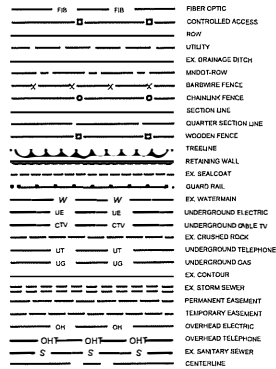 FIB FIB FIBER OPTIC
CONTROLLED ACCESS
ROW
UTILITY
EX. DRAINAGE DITCH
MNDOT-ROW
X X X X BARBWIRE FENCE
CHAINLINK FENCE
SECTION LINE
QUARTER SECTION LINE
WOODEN FENCE
TREELINE
RETAINING WALL
EX. SEALCOAT
GUARD RAIL
W W EX. WATERMAIN
UE UE UNDERGROUND ELECTRIC
CTV CTV UNDERGROUND CABLE TV
EX. CRUSHED ROCK
UT UT UNDERGROUND TELEPHONE
UG UG UNDERGROUND GAS
EX. CONTOUR
EX. STORM SEWER
PERMANENT EASEMENT
TEMPORARY EASEMENT
OH OH OVERHEAD ELECTRIC
OHT OHT OHT OVERHEAD TELEPHONE
S S EX. SANITARY SEWER
CENTERLINE